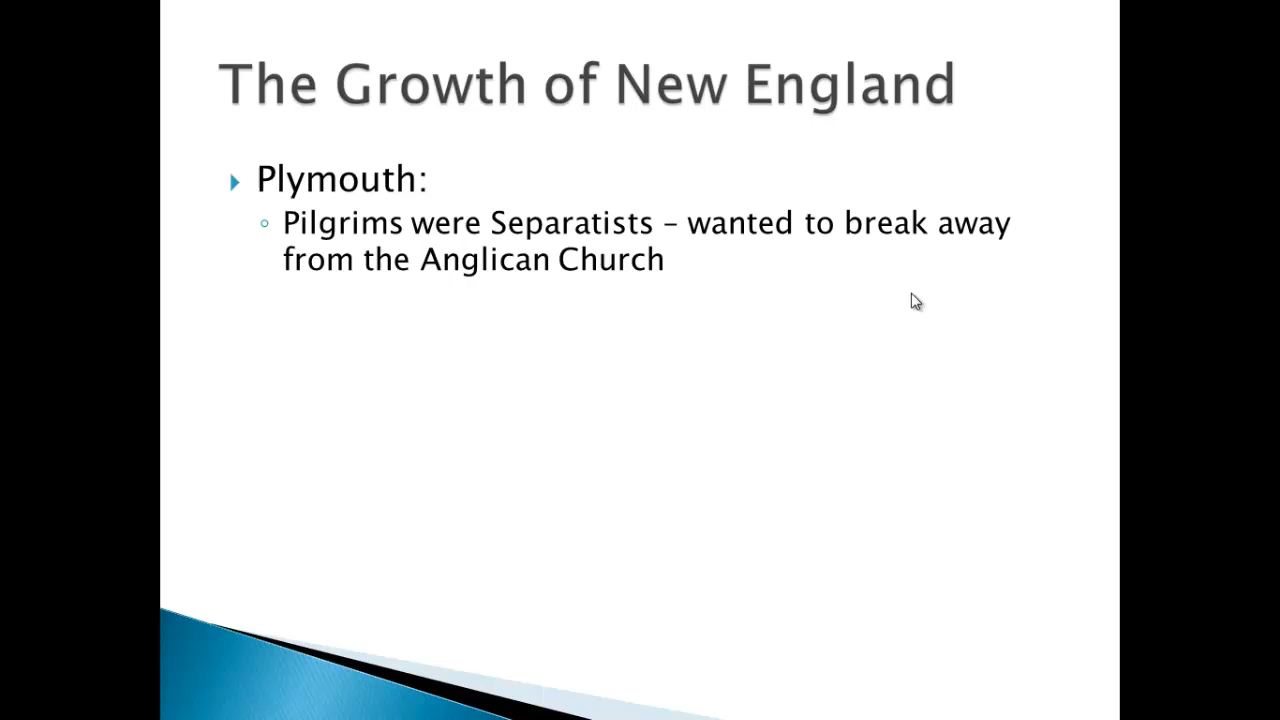 The Growth of New England
Plymouth:
Pilgrims were Separatists – wanted to break away
from the Anglican Church